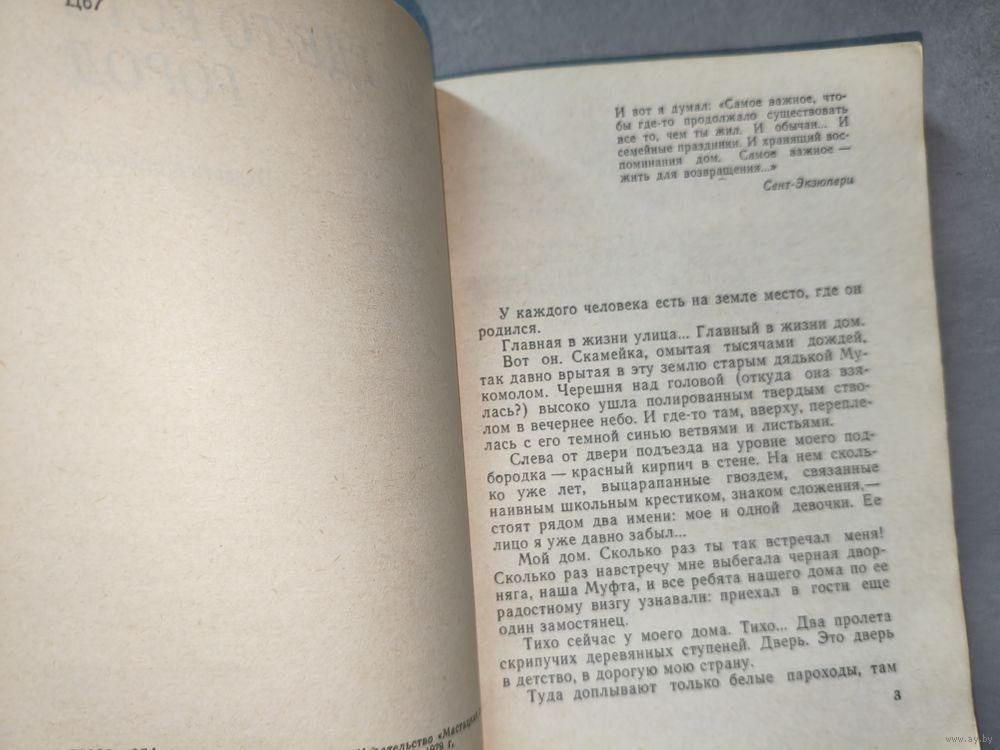 Ц67
И вот я думал: «Самое важное, что-
бы где-то продолжало существовать
все то, чем ты жил. И обычаи... И
семейные праздники. И хранящий вос-
поминания дом. Самое важное —
жить для возвращения...»
Сент-Экзюпери
У каждого человека есть на земле место, где он
родился.
Главная в жизни улица... Главный в жизни дом.
Вот он. Скамейка, омытая тысячами дождей,
так давно врытая в эту землю старым дядькой Му-
комолом. Черешня над головой (откуда она взя-
лась?) высоко ушла полированным твердым ство-
лом в вечернее небо. И где-то там, вверху, перепле-
лась с его темной синью ветвями и листьями.
Слева от двери подъезда на уровне моего под-
бородка — красный кирпич в стене. На нем сколь-
ко уже лет, выцарапанные гвоздем, связанные
наивным школьным крестиком, знаком сложения,—
стоят рядом два имени: мое и одной девочки. Ее
лицо я уже давно забыл...
Мой дом. Сколько раз ты так встречал меня!
Сколько раз навстречу мне выбегала черная двор-
няга, наша Муфта, и все ребята нашего дома по ее
радостному визгу узнавали: приехал в гости еще
один замостянец.
Тихо сейчас у моего дома. Тихо... Два пролета
скрипучих деревянных ступеней. Дверь. Это дверь
в детство, в дорогую мою страну.
Туда доплывают только белые пароходы, там
3
«Мастацкая
1979 г.
www.ay.by